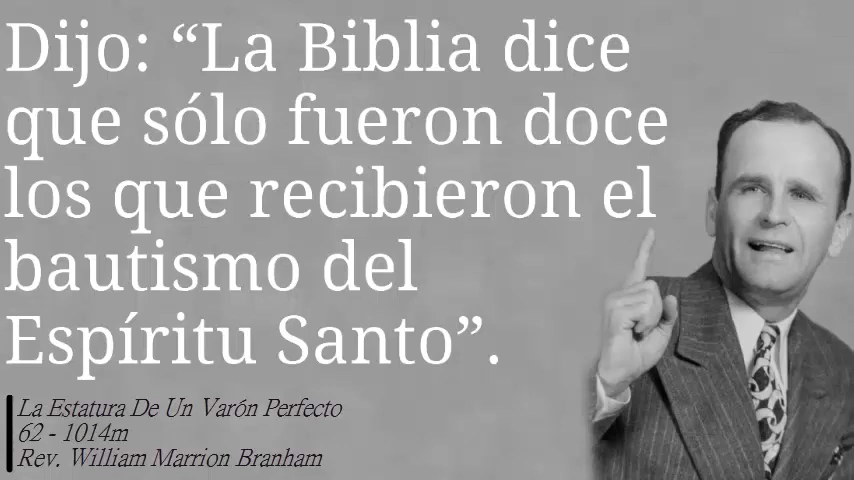 Dijo: “La Biblia dice
que sólo fueron doce
los que recibieron el
bautismo del
Espíritu Santo”.
La Estatura De Un Varón Perfecto
62 - 1014m
Rev. William Marrion Branham